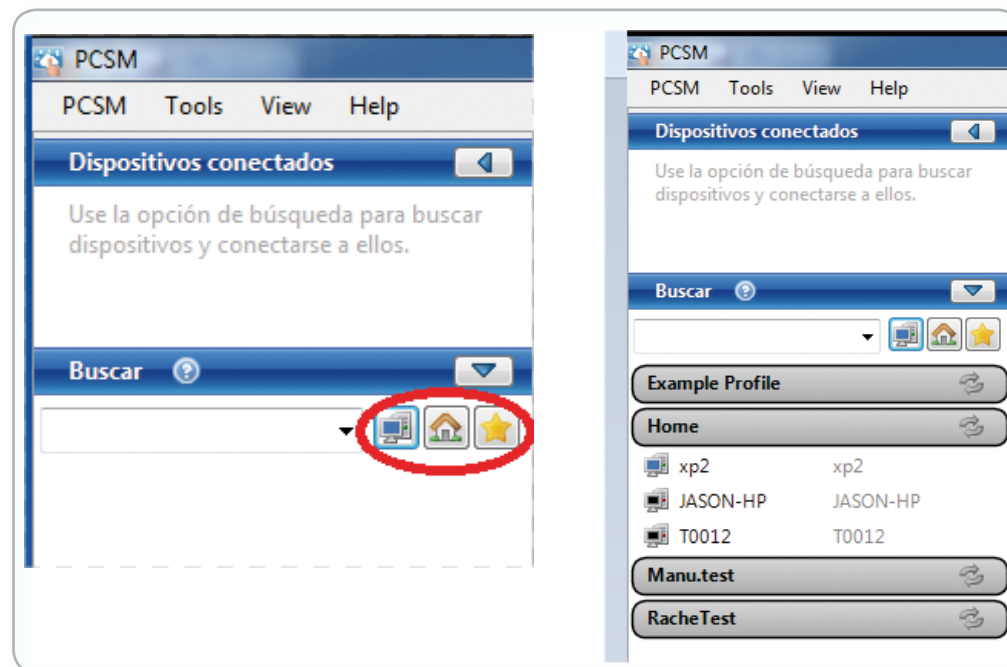 PCSM
PCSM Tools View Help
Dispositivos conectados
Use la opción de búsqueda para buscar
dispositivos y conectarse a ellos.
Buscar ?
PCSM
PCSM Tools View Help
Dispositivos conectados
Use la opción de búsqueda para buscar
dispositivos y conectarse a ellos.
Buscar ?
Example Profile
Home
xp2 xp2
JASON-HP JASON-HP
T0012 T0012
Manu.test
RacheTest